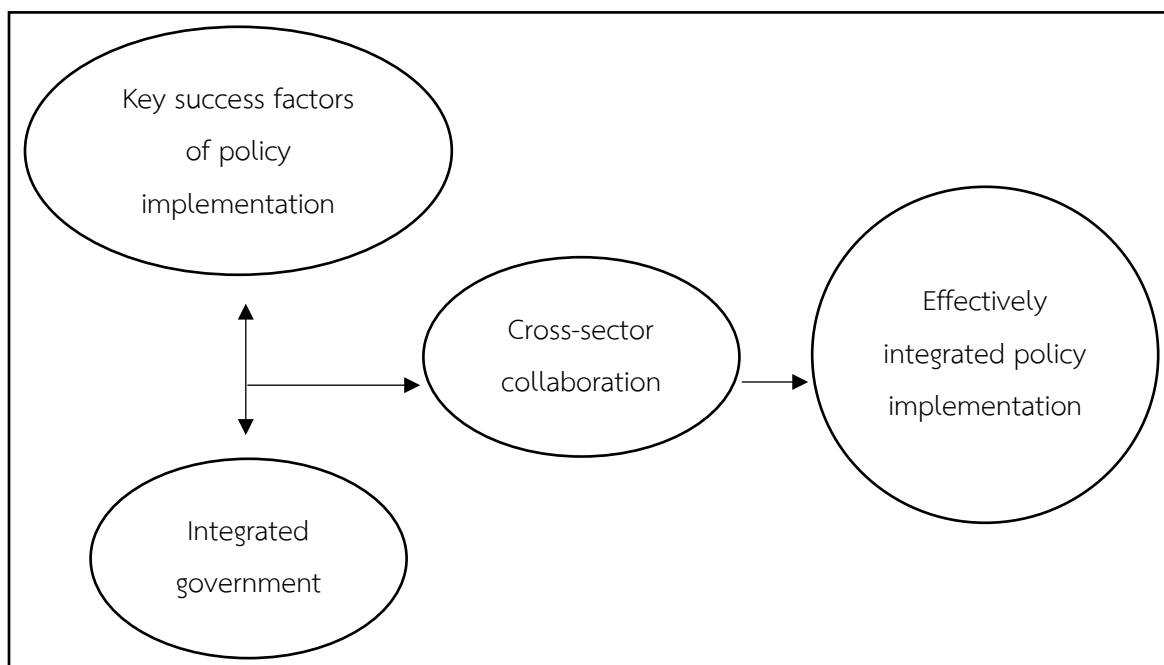 Key success factors
of policy
implementation
Cross-sector
collaboration
Effectively
integrated policy
implementation
Integrated
government